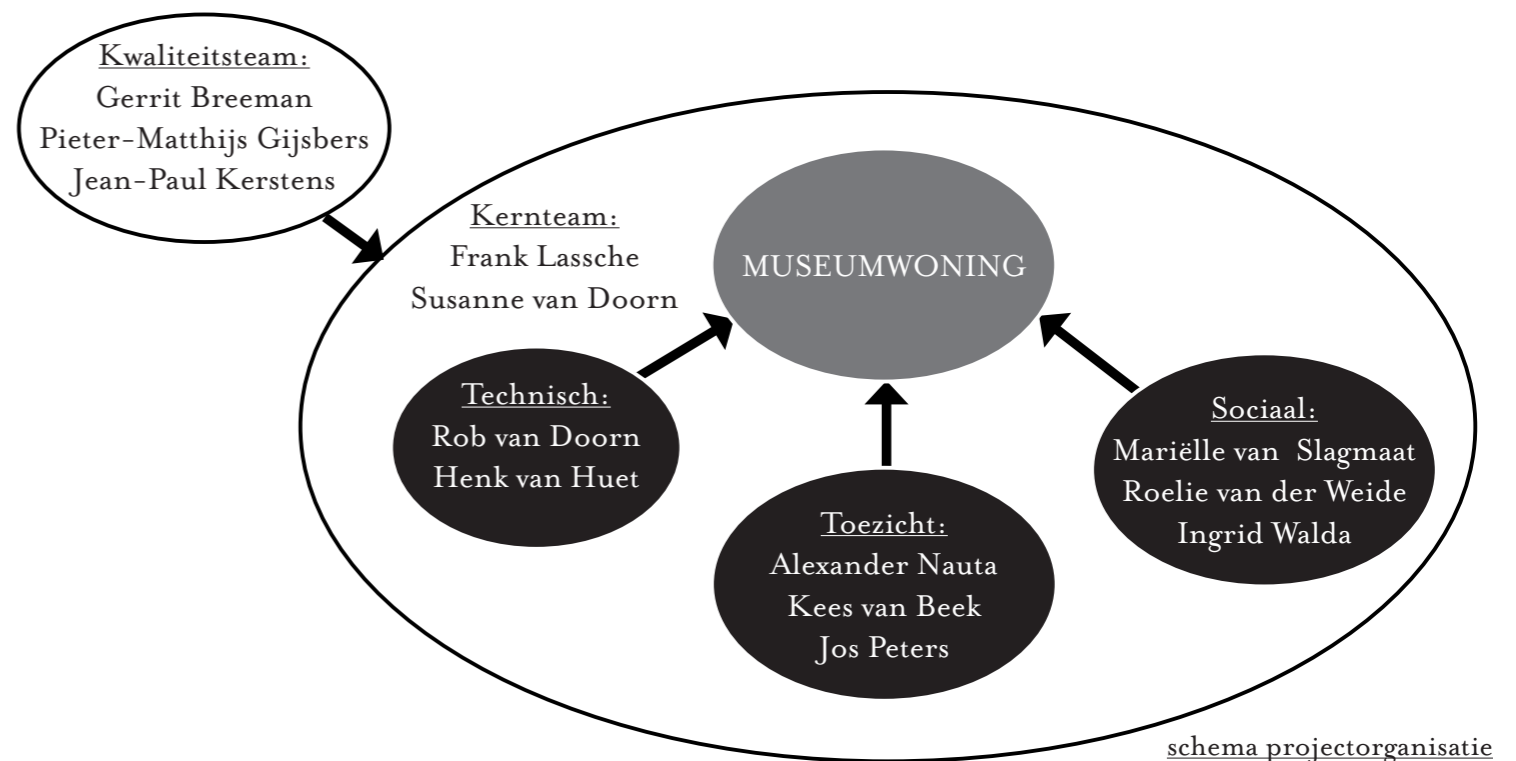 Kwaliteitsteam:
Gerrit Breeman
Pieter-Matthijs Gijsbers
Jean-Paul Kerstens
Kernteam:
Frank Lassche
Susanne van Doorn
MUSEUMWONING
Technisch:
Rob van Doorn
Henk van Huet
Toezicht:
Alexander Nauta
Kees van Beek
Jos Peters
Sociaal:
Mariëlle van  Slagmaat
Roelie van der Weide
Ingrid Walda
schema projectorganisatie